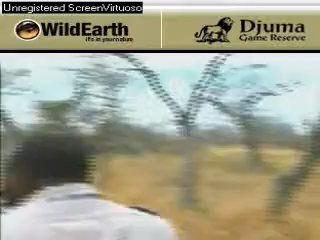 Unregistered ScreenVirtuoso
WildEarth
it's in your nature
Djuma
Game Reserve